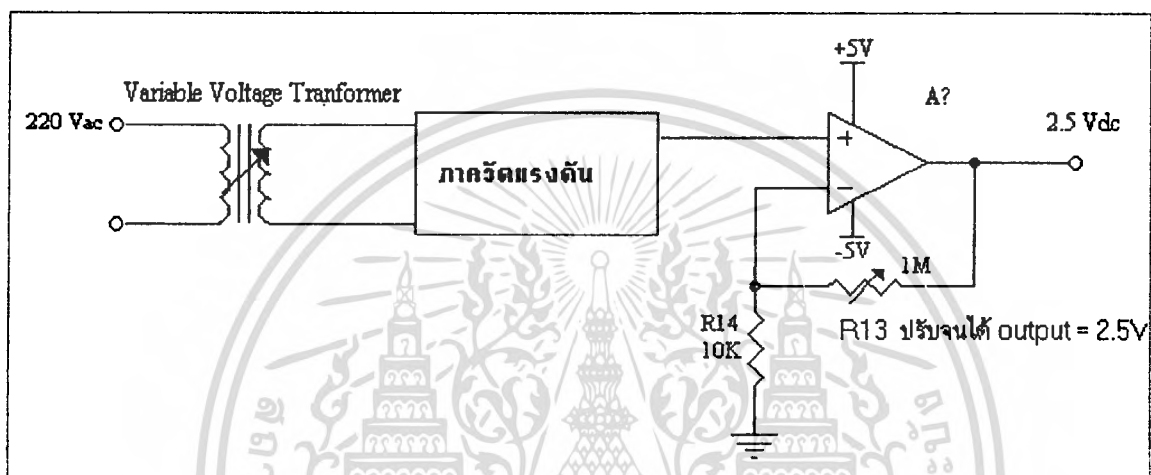 +5V
Variable Voltage Tranformer
A?
220 Vac
2.5 Vdc
+
ภาควัดแรงดัน
−
-5V
1M
R14
10K
R13 ปรับจนได้ output = 2.5V